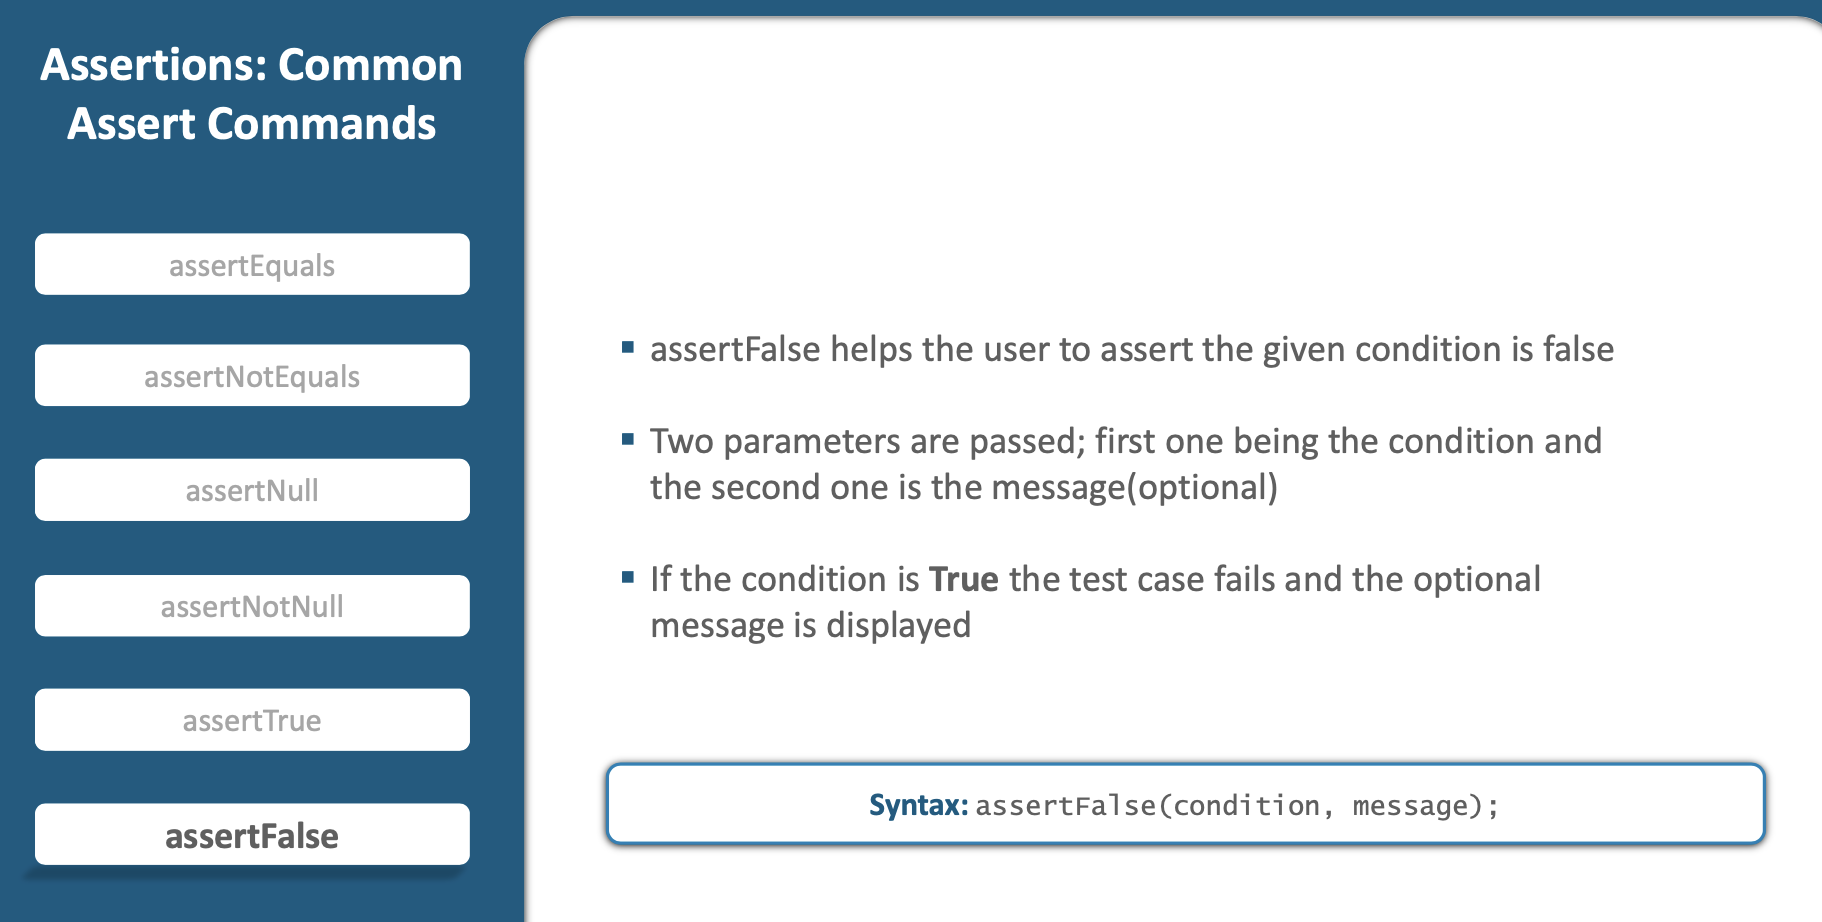 Assertions: Common
Assert Commands
assertEquals
assertNotEquals
assertNull
assertNotNull
assertTrue
assertFalse
▪ assertFalse helps the user to assert the given condition is false
▪ Two parameters are passed; first one being the condition and
the second one is the message(optional)
▪ If the condition is True the test case fails and the optional
message is displayed
Syntax: assertFalse(condition, message);